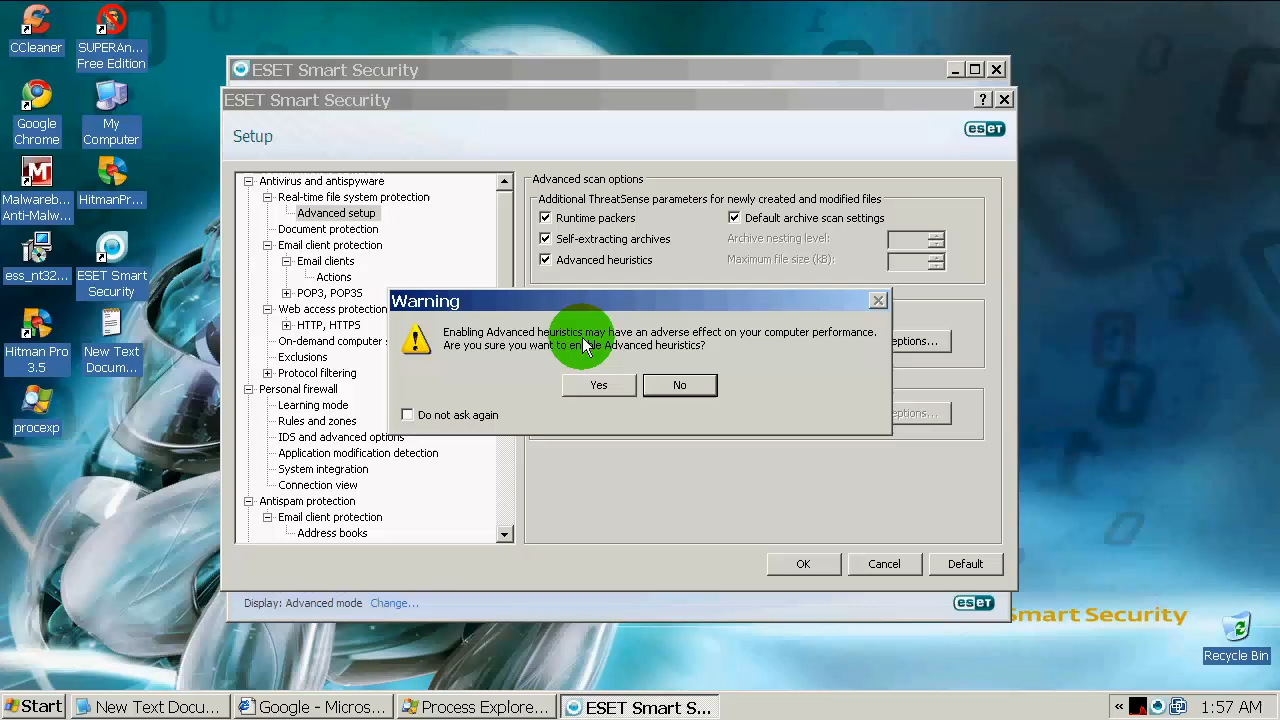 CCleaner
SUPERAn...
Free Edition
Google
Chrome
My
Computer
Malwareb...
Anti-Malw...
HitmanPr...
ess_nt32...
ESET Smart
Security
Hitman Pro
3.5
New Text
Docum...
procexp
ESET Smart Security
ESET Smart Security
Setup
eset
Antivirus and antispyware
Real-time file system protection
Advanced setup
Document protection
Email client protection
Email clients
Actions
POP3, POP3S
Web access protection
HTTP, HTTPS
On-demand computer
Exclusions
Protocol filtering
Personal firewall
Learning mode
Rules and zones
IDS and advanced options
Application modification detection
System integration
Connection view
Antispam protection
Email client protection
Address books
Advanced scan options
Additional ThreatSense parameters for newly created and modified files
Runtime packers
Default archive scan settings
Self-extracting archives
Archive nesting level:
Advanced heuristics
Maximum file size (kB):
Warning
Enabling Advanced heuristics may have an adverse effect on your computer performance.
Are you sure you want to enable Advanced heuristics?
Yes
No
Do not ask again
eptions...
eptions...
OK
Cancel
Default
Display: Advanced mode
Change...
eset
Smart Security
Recycle Bin
Start
New Text Docu...
Google - Micros...
Process Explore...
ESET Smart S...
«
1:57 AM